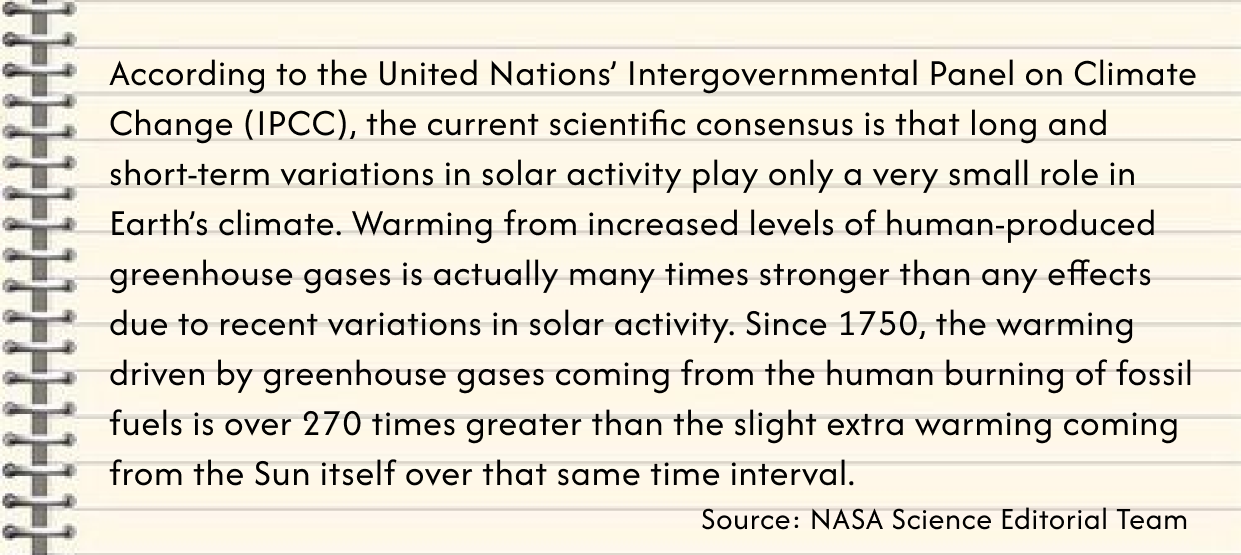 According to the United Nations’ Intergovernmental Panel on Climate
Change (IPCC), the current scientific consensus is that long and
short-term variations in solar activity play only a very small role in
Earth’s climate. Warming from increased levels of human-produced
greenhouse gases is actually many times stronger than any effects
due to recent variations in solar activity. Since 1750, the warming
driven by greenhouse gases coming from the human burning of fossil
fuels is over 270 times greater than the slight extra warming coming
from the Sun itself over that same time interval.
Source: NASA Science Editorial Team